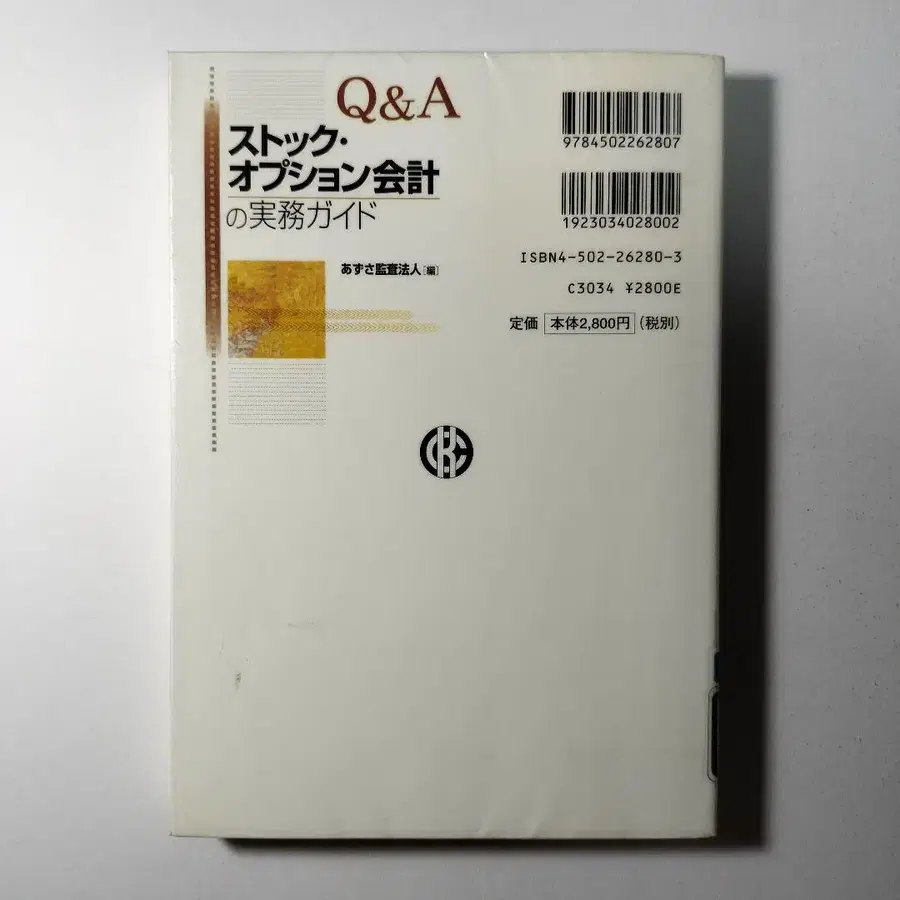 Q&A
ストック・
オプション会計
の実務ガイド
あずさ監査法人[編]
9784502262807
1923034028002
ISBN4-502-26280-3
C3034 ¥2800E
定価 本体2,800円 (税別)